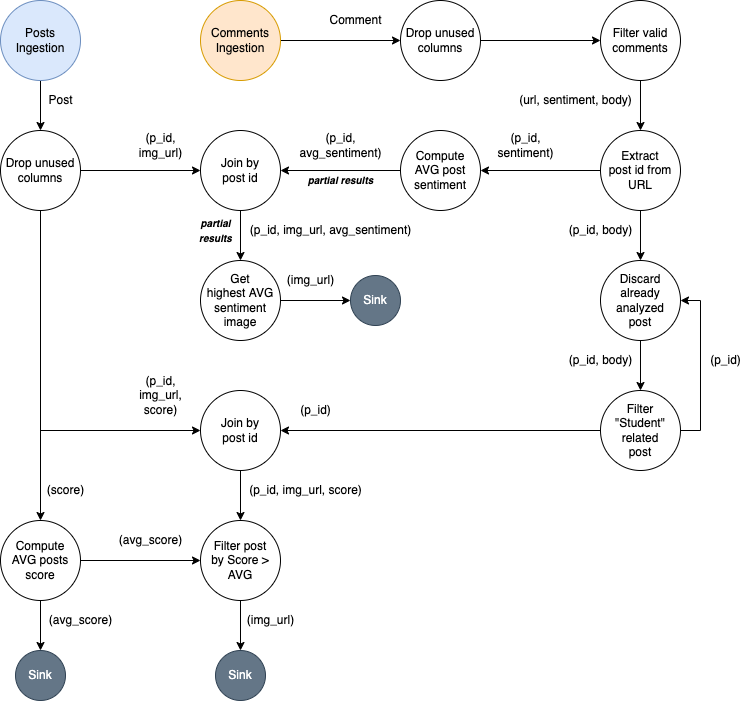 Posts
Ingestion
Comments
Ingestion
Comment
Drop unused
columns
Filter valid
comments
Post
(url, sentiment, body)
Drop unused
columns
(p_id,
img_url)
Join by
post id
(p_id,
avg_sentiment)
partial results
Compute
AVG post
sentiment
(p_id,
sentiment)
Extract
post id from
URL
partial
results
(p_id, img_url, avg_sentiment)
(p_id, body)
Get
highest AVG
sentiment
image
(img_url)
Sink
Discard
already
analyzed
post
(p_id, body)
(p_id)
(p_id,
img_url,
score)
Join by
post id
(p_id)
Filter
"Student"
related
post
(score)
(p_id, img_url, score)
Compute
AVG posts
score
(avg_score)
Filter post
by Score >
AVG
(avg_score)
(img_url)
Sink
Sink